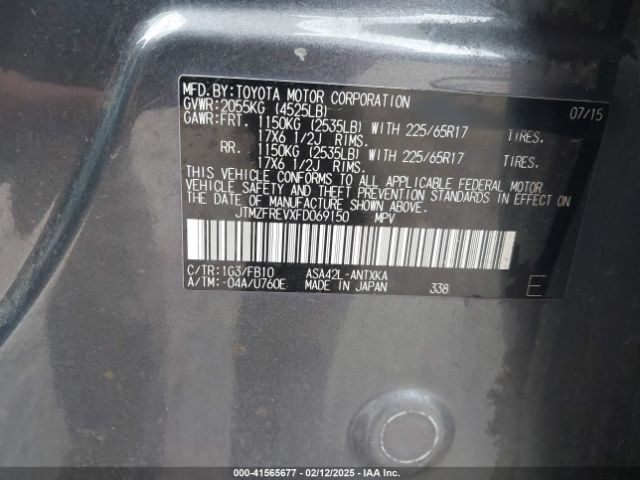 MFD. BY: TOYOTA MOTOR CORPORATION 07/15
GVWR: 2055KG (4525LB)
GAWR: FRT. 1150KG (2535LB) WITH 225/65R17 TIRES.
17X6 1/2J RIMS.
RR. 1150KG (2535LB) WITH 225/65R17 TIRES.
17X6 1/2J RIMS.
THIS VEHICLE CONFORMS TO ALL APPLICABLE FEDERAL MOTOR
VEHICLE SAFETY AND THEFT PREVENTION STANDARDS IN EFFECT ON
THE DATE OF MANUFACTURE SHOWN ABOVE.
JTMZFREVXFD069150 MPV
C/TR: 1G3/FB10 ASA42L-ANTXKA
A/TM: -04A/U760E MADE IN JAPAN 338 E
000-41565677 - 02/12/2025 - IAA Inc.